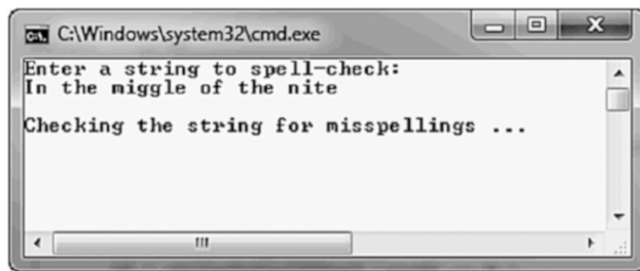 C:\Windows\system32\cmd.exe
Enter a string to spell-check:
In the miggle of the nite
Checking the string for misspellings ...